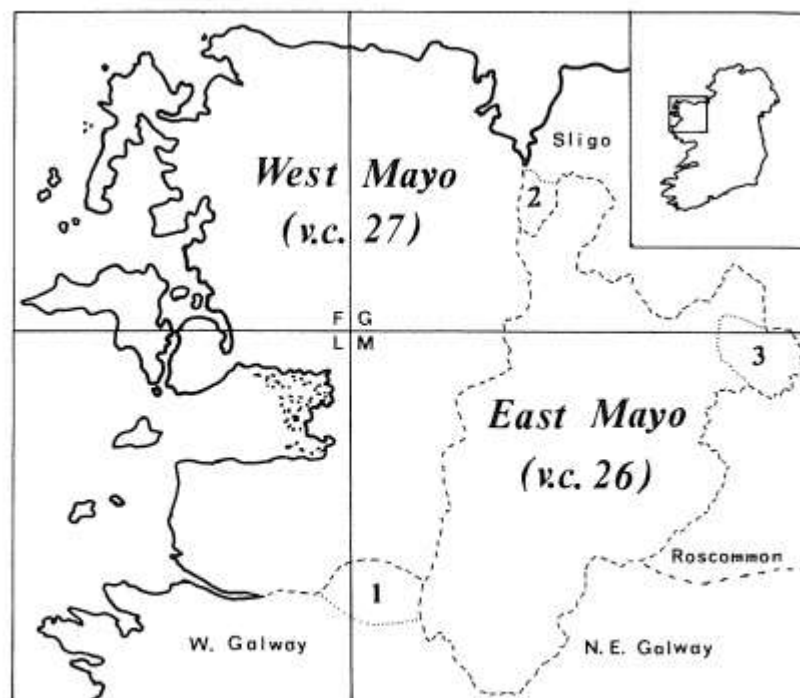 Sligo
West Mayo
(v.c. 27)
2
F G
L M
3
East Mayo
(v.c. 26)
Roscommon
1
W. Galway
N.E. Galway